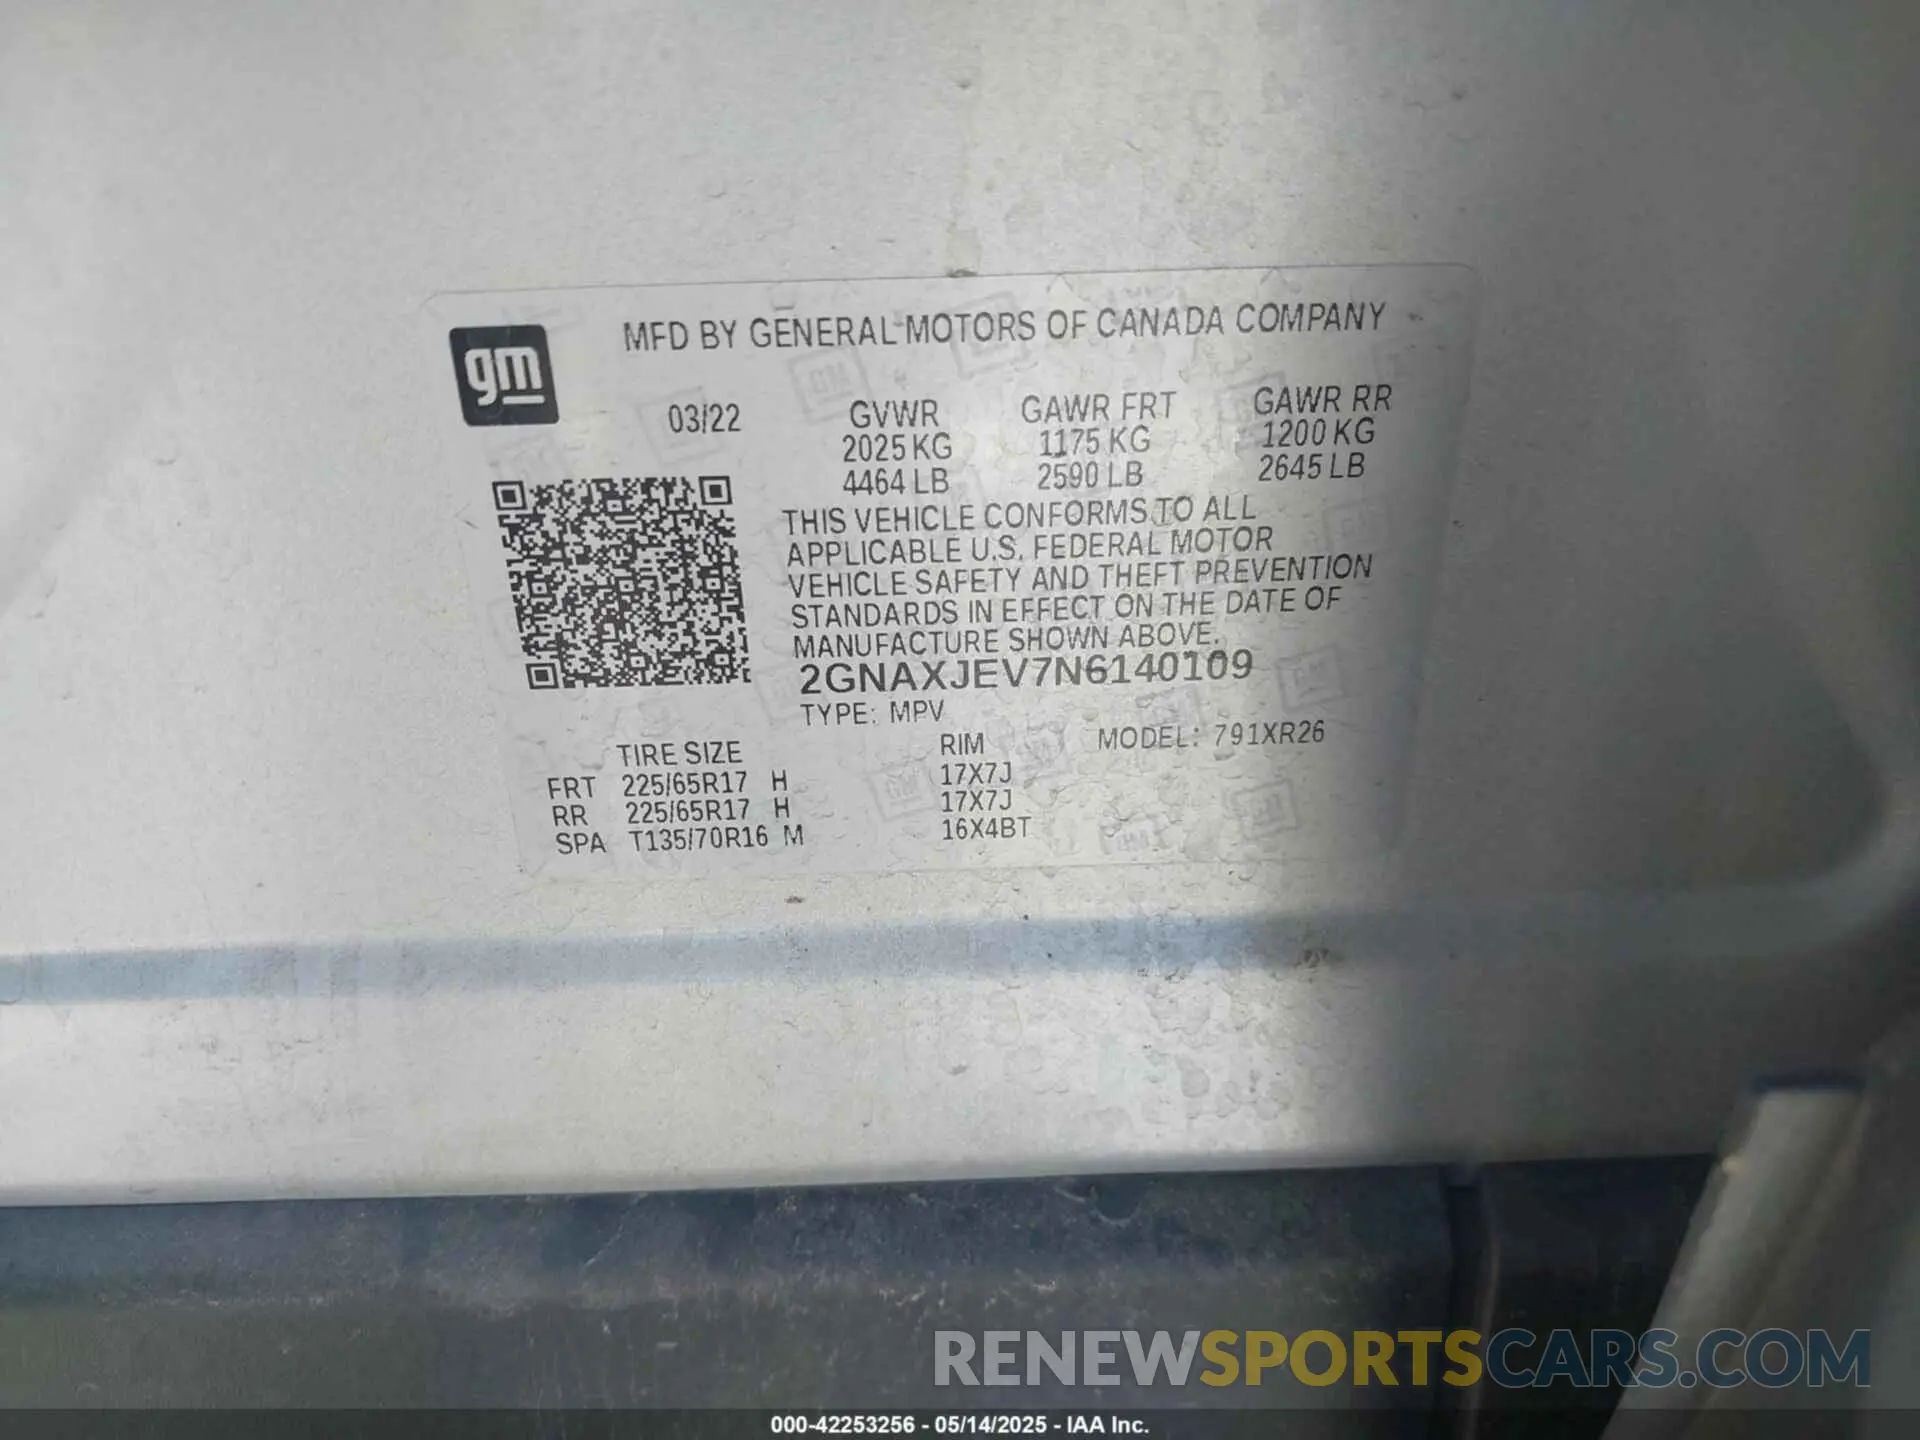 gm
MFD BY GENERAL MOTORS OF CANADA COMPANY
03/22 GVWR GAWR FRT GAWR RR
2025 KG 1175 KG 1200 KG
4464 LB 2590 LB 2645 LB
THIS VEHICLE CONFORMS TO ALL
APPLICABLE U.S. FEDERAL MOTOR
VEHICLE SAFETY AND THEFT PREVENTION
STANDARDS IN EFFECT ON THE DATE OF
MANUFACTURE SHOWN ABOVE.
2GNAXJEV7N6140109
TYPE: MPV
TIRE SIZE RIM MODEL: 791XR26
FRT 225/65R17 H 17X7J
RR 225/65R17 H 17X7J
SPA T135/70R16 M 16X4BT
RENEWSPORTSCARS.COM
000-42253256 - 05/14/2025 - IAA Inc.